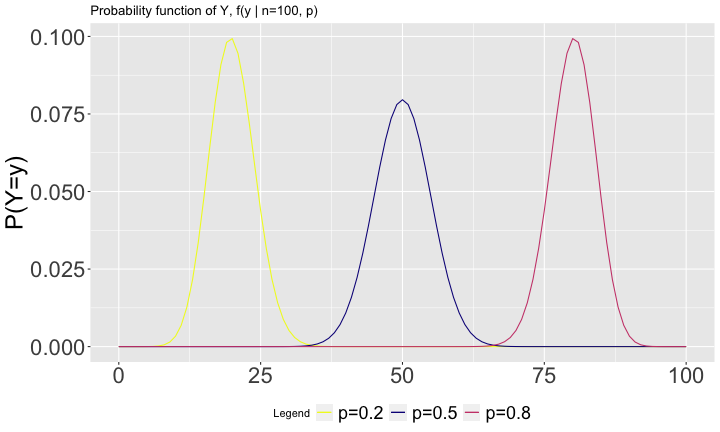 Probability function of Y, f(y | n=100, p)
P(Y=y)
0.100
0.075
0.050
0.025
0.000
0 25 50 75 100
Legend p=0.2 p=0.5 p=0.8